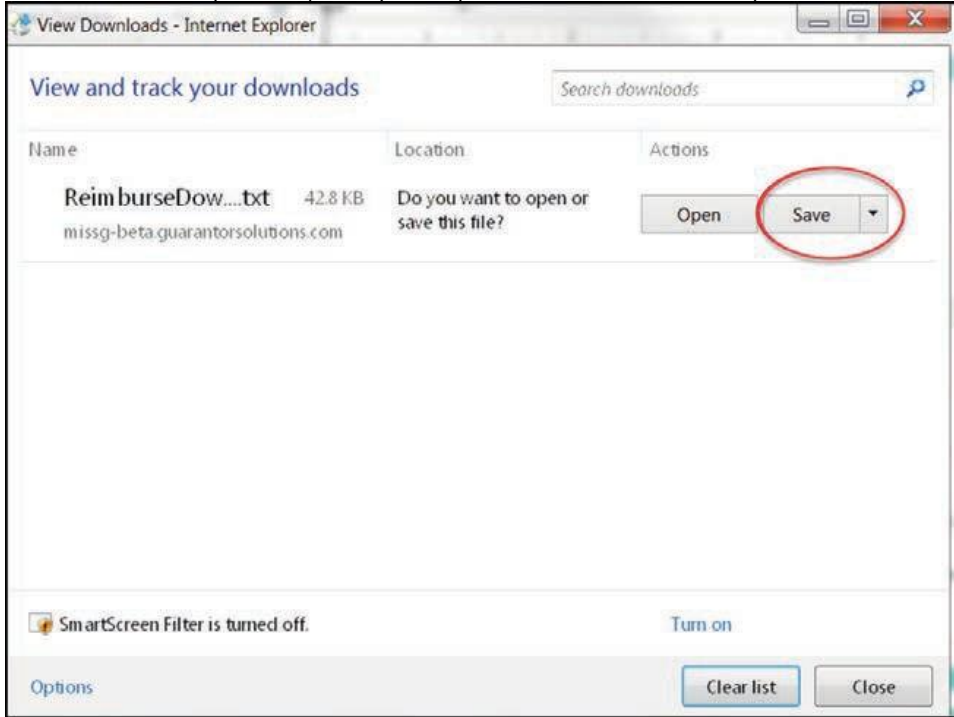 View Downloads - Internet Explorer
View and track your downloads
Search downloads
Name Location Actions
ReimburseDow....txt 42.8 KB Do you want to open or Open Save
missg-beta.guarantorsolutions.com save this file?
SmartScreen Filter is turned off. Turn on
Options Clear list Close